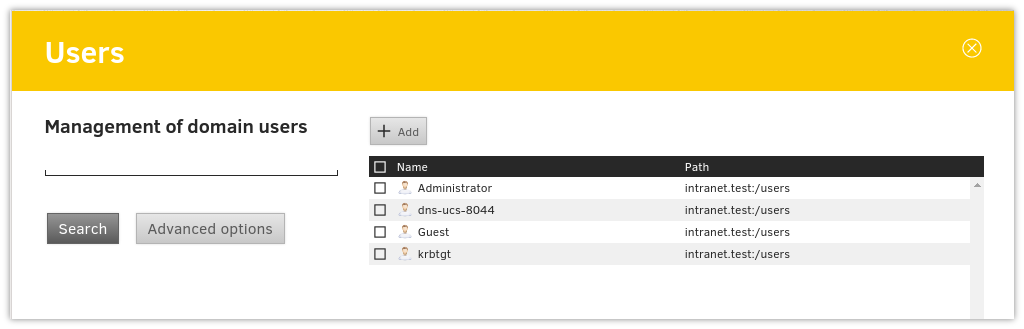 Users
Management of domain users
Search
Advanced options
Add
Name Path
Administrator intranet.test:/users
dns-ucs-8044 intranet.test:/users
Guest intranet.test:/users
krbtgt intranet.test:/users